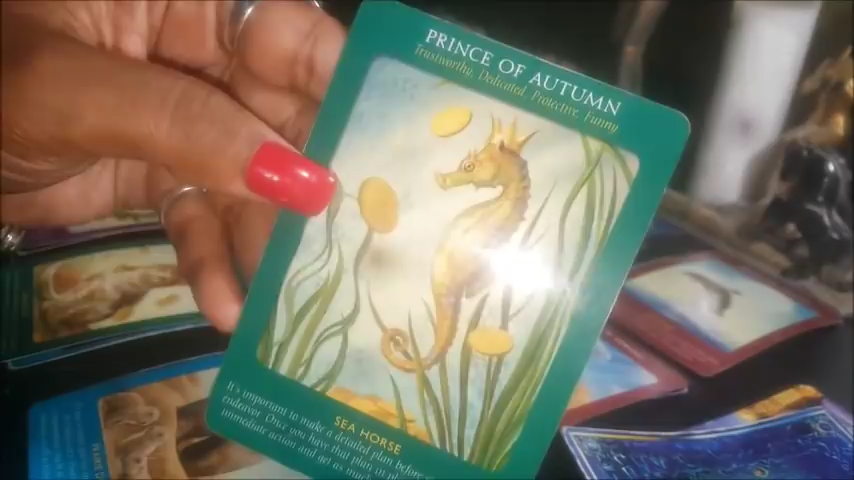 PRINCE OF AUTUMN
Trustworthy, Dedicated, Protective, Funny
SEA HORSE
It's important to make a detailed plan before
endeavor. Once you have that plan in pl
immediate action and get as much